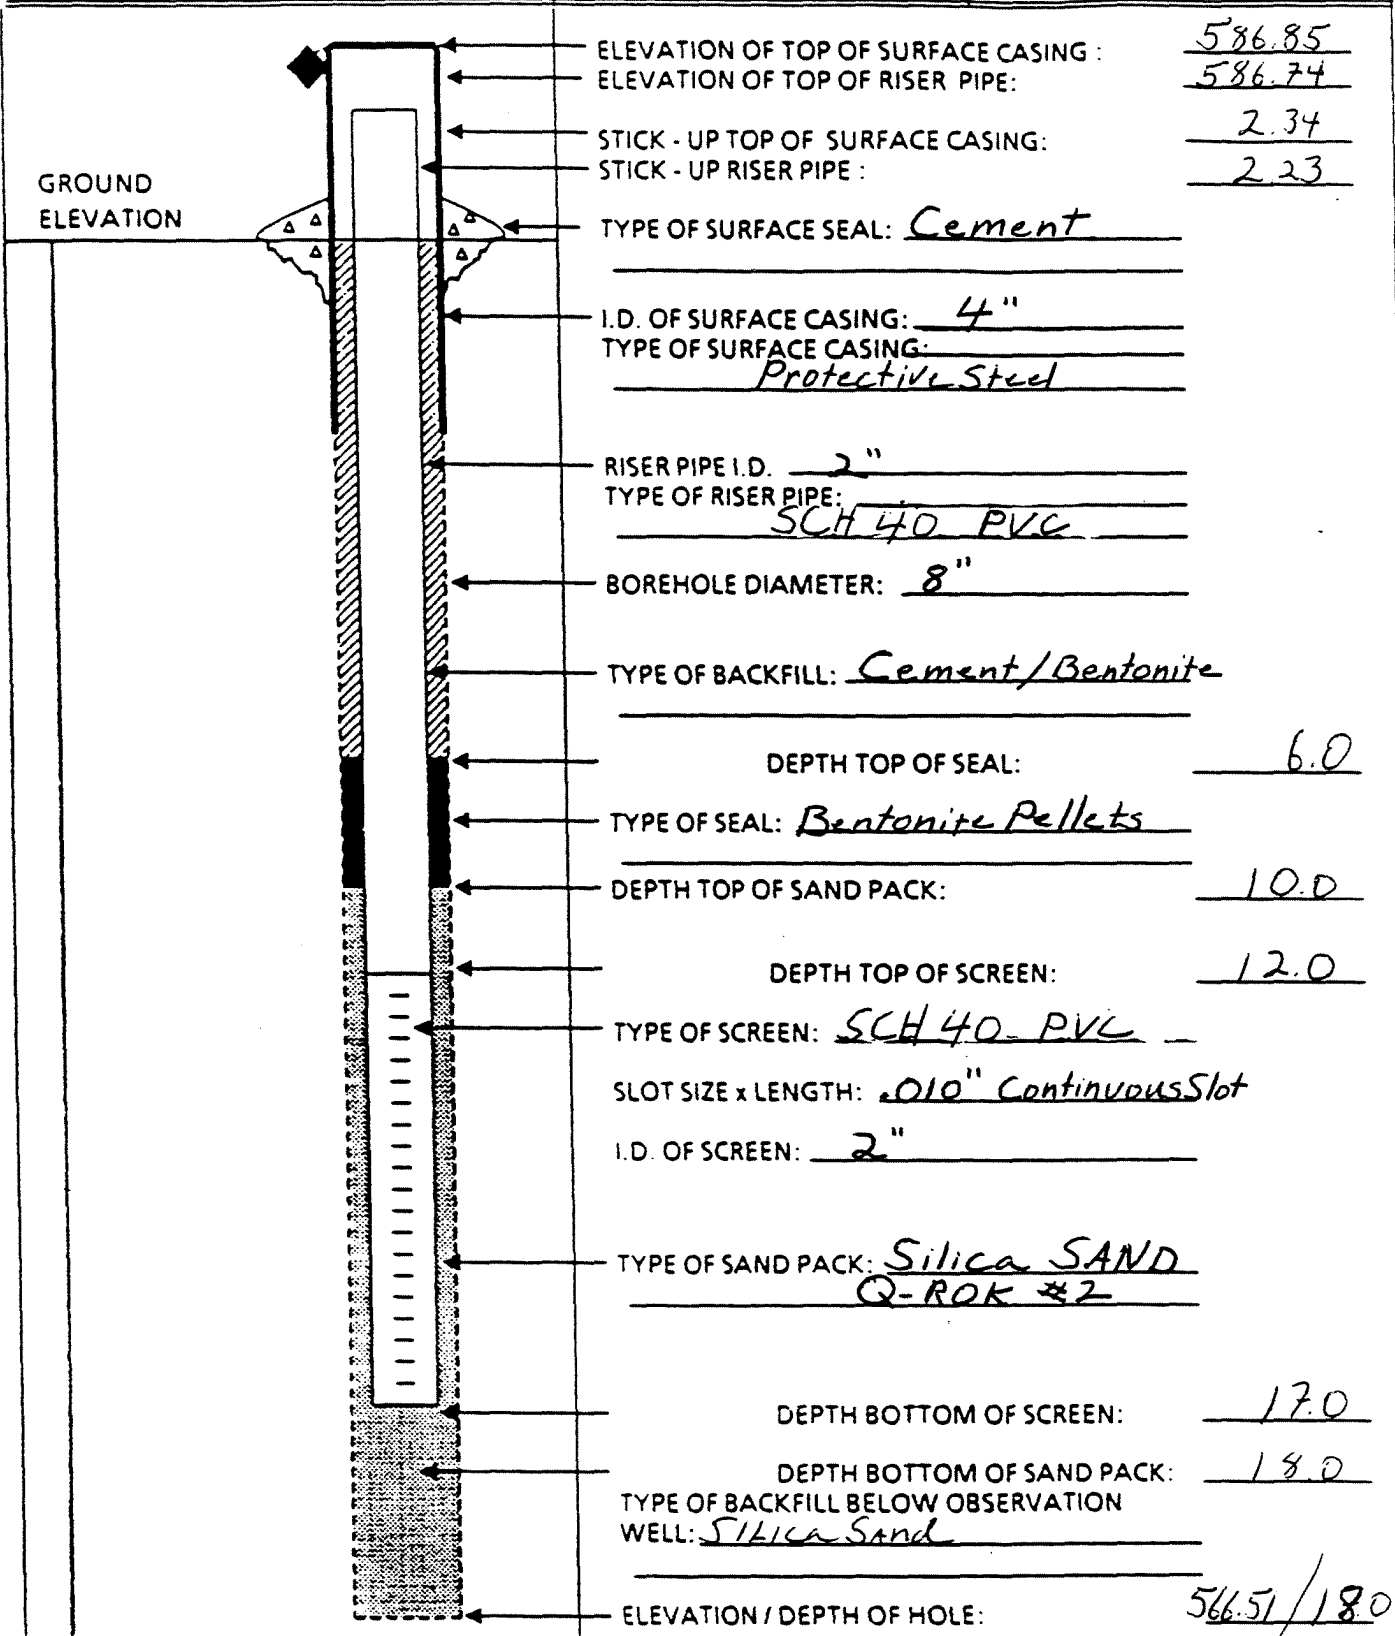 ELEVATION OF TOP OF SURFACE CASING : 586.85
ELEVATION OF TOP OF RISER PIPE: 586.74
STICK - UP TOP OF SURFACE CASING: 2.34
STICK - UP RISER PIPE : 2.23
GROUND
ELEVATION
TYPE OF SURFACE SEAL: Cement
I.D. OF SURFACE CASING: 4"
TYPE OF SURFACE CASING:
Protective Steel
RISER PIPE I.D. 2"
TYPE OF RISER PIPE:
SCH 40 PVC
BOREHOLE DIAMETER: 8"
TYPE OF BACKFILL: Cement/Bentonite
DEPTH TOP OF SEAL: 6.0
TYPE OF SEAL: Bentonite Pellets
DEPTH TOP OF SAND PACK: 10.0
DEPTH TOP OF SCREEN: 12.0
TYPE OF SCREEN: SCH 40 PVC
SLOT SIZE x LENGTH: .010" Continuous Slot
I.D. OF SCREEN: 2"
TYPE OF SAND PACK: Silica SAND
Q-ROK #2
DEPTH BOTTOM OF SCREEN: 17.0
DEPTH BOTTOM OF SAND PACK: 18.0
TYPE OF BACKFILL BELOW OBSERVATION
WELL: Silica Sand
ELEVATION / DEPTH OF HOLE: 566.51/18.0